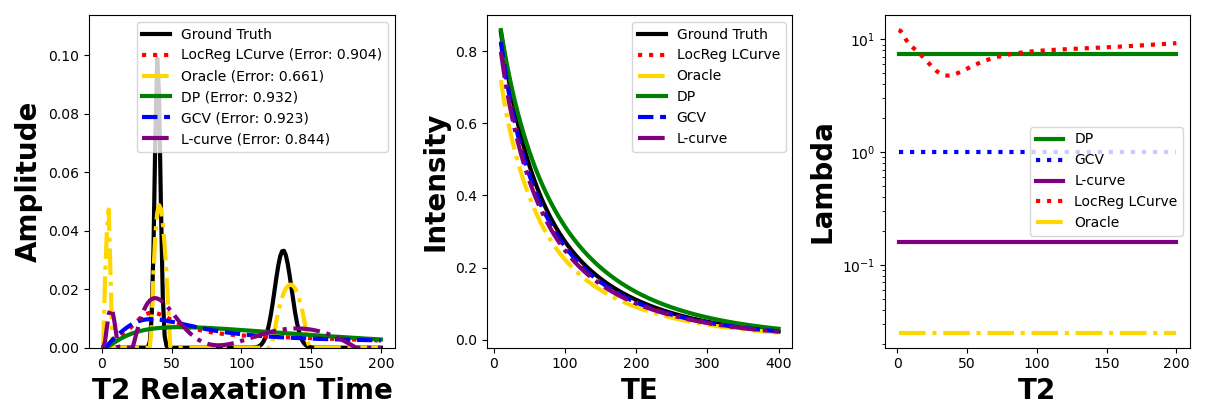 Amplitude
0.10
0.08
0.06
0.04
0.02
0.00
Ground Truth
LocReg LCurve (Error: 0.904)
Oracle (Error: 0.661)
DP (Error: 0.932)
GCV (Error: 0.923)
L-curve (Error: 0.844)
0 50 100 150 200
T2 Relaxation Time
Intensity
0.8
0.6
0.4
0.2
0.0
Ground Truth
LocReg LCurve
Oracle
DP
GCV
L-curve
0 100 200 300 400
TE
Lambda
10¹
10⁰
10⁻¹
DP
GCV
L-curve
LocReg LCurve
Oracle
0 50 100 150 200
T2